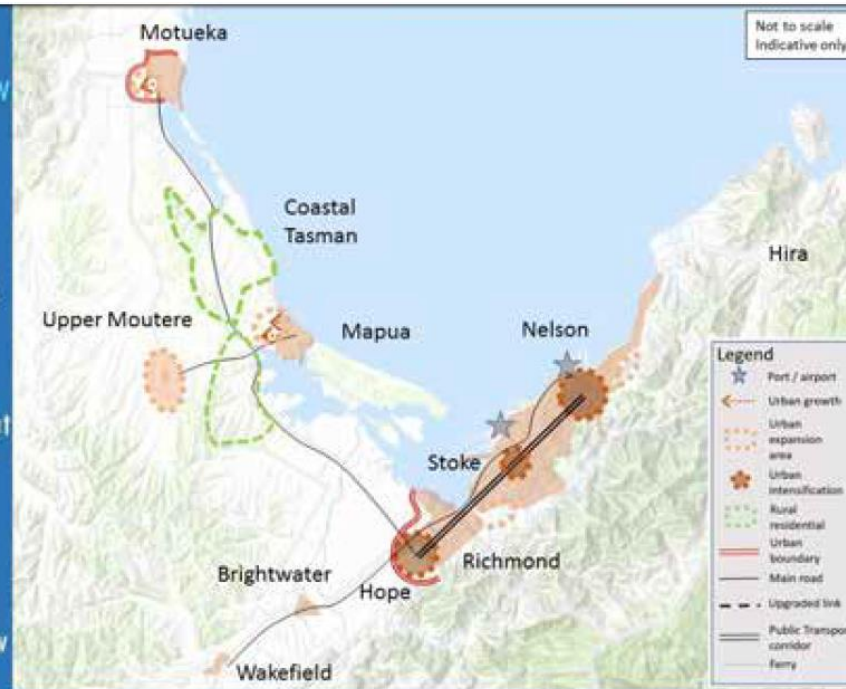 Motueka
Not to scale
Indicative only
Coastal
Tasman
Hira
Upper Moutere
Mapua
Nelson
Stoke
Richmond
Brightwater
Hope
Wakefield
Legend
Port / airport
Urban growth
Urban
expansion
area
Urban
intensification
Rural
residential
Urban
boundary
Main road
Upgraded link
Public Transport
corridor
Ferry